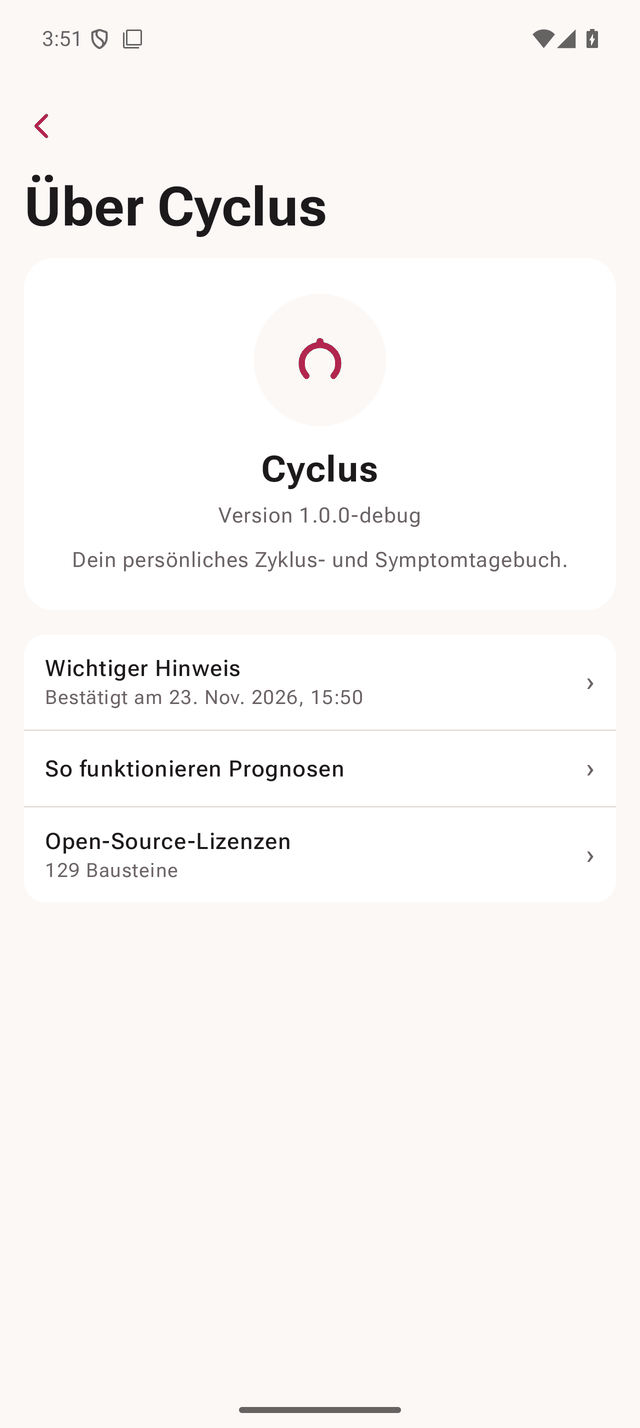 3:51
Über Cyclus
Cyclus
Version 1.0.0-debug
Dein persönliches Zyklus- und Symptomtagebuch.
Wichtiger Hinweis
Bestätigt am 23. Nov. 2026, 15:50
So funktionieren Prognosen
Open-Source-Lizenzen
129 Bausteine